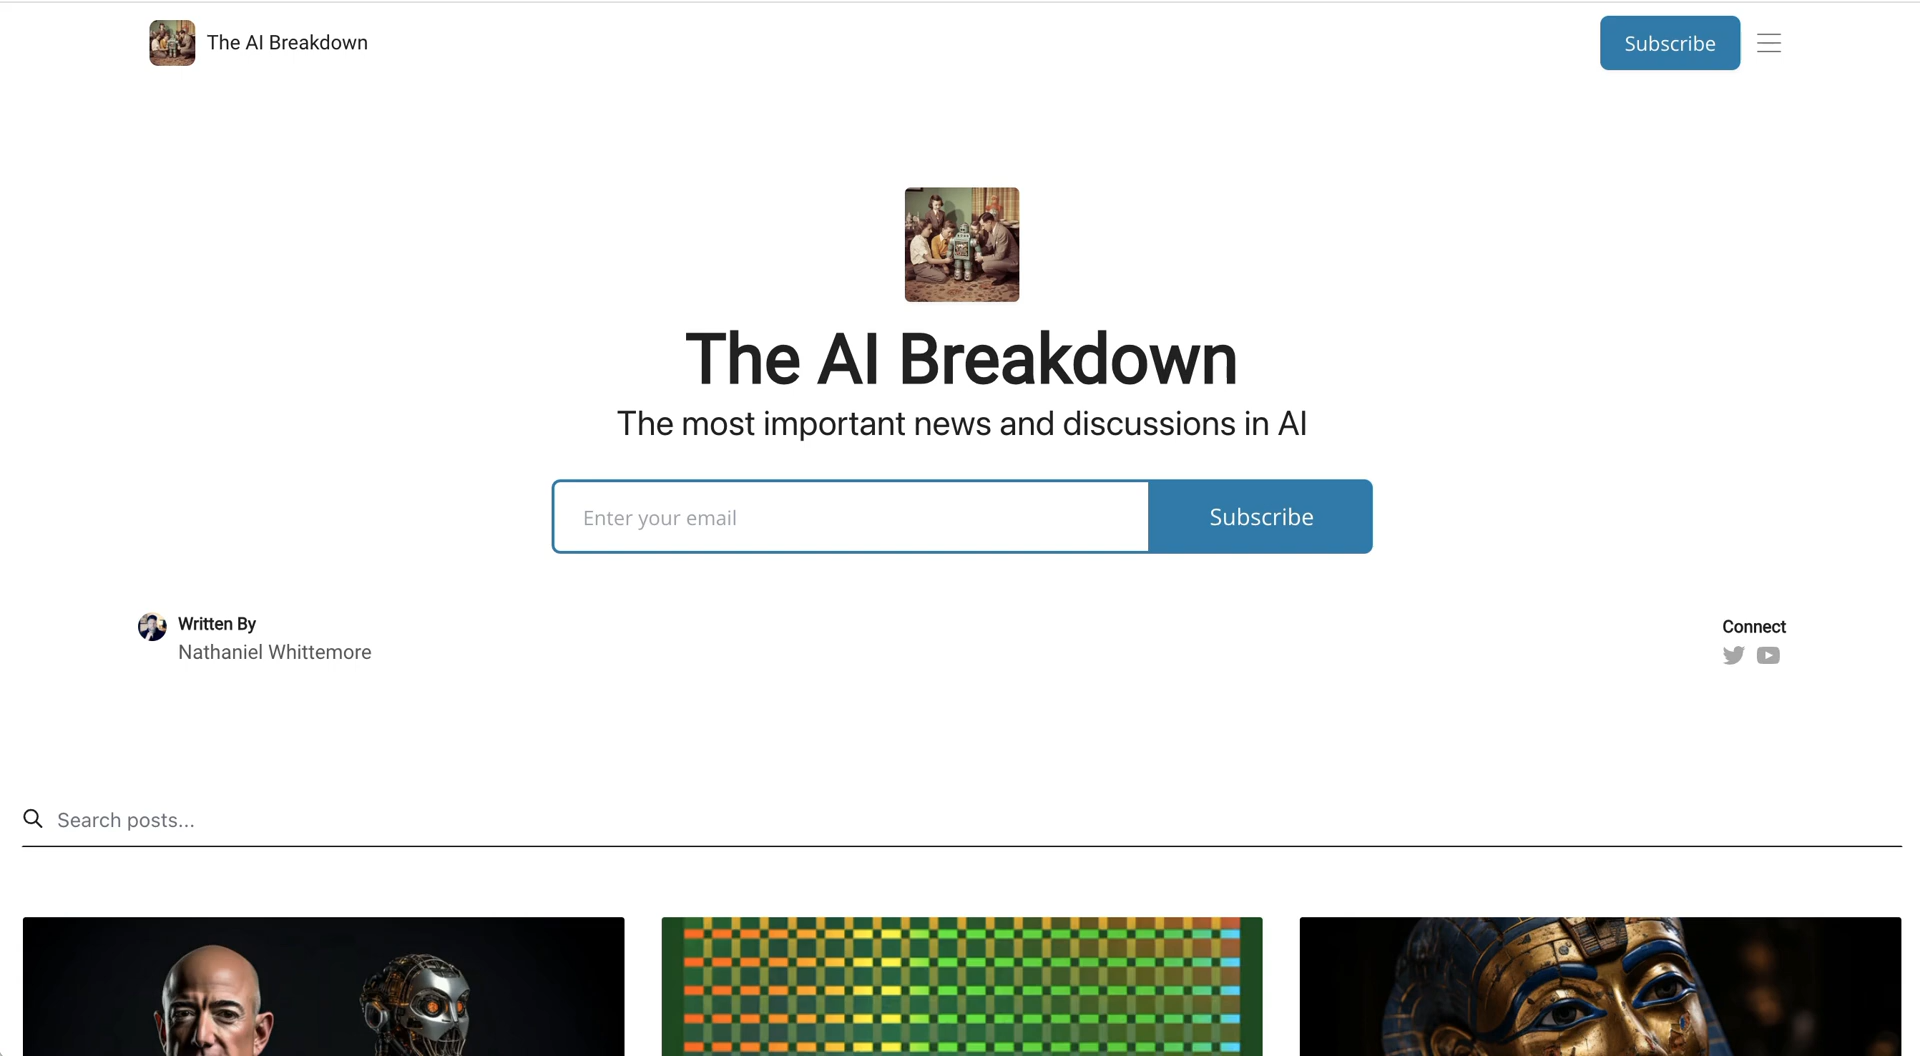 The AI Breakdown
Subscribe
The AI Breakdown
The most important news and discussions in AI
Enter your email
Subscribe
Written By
Nathaniel Whittemore
Connect
Search posts...